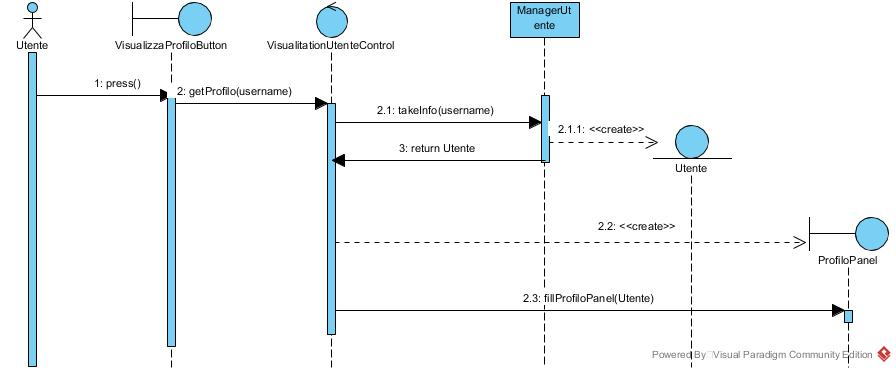 ManagerUt
ente
Utente
VisualizzaProfiloButton
VisualitationUtenteControl
1: press()
2: getProfilo(username)
2.1: takeInfo(username)
2.1.1: <<create>>
3: return Utente
Utente
2.2: <<create>>
ProfiloPanel
2.3: fillProfiloPanel(Utente)
Powered By Visual Paradigm Community Edition